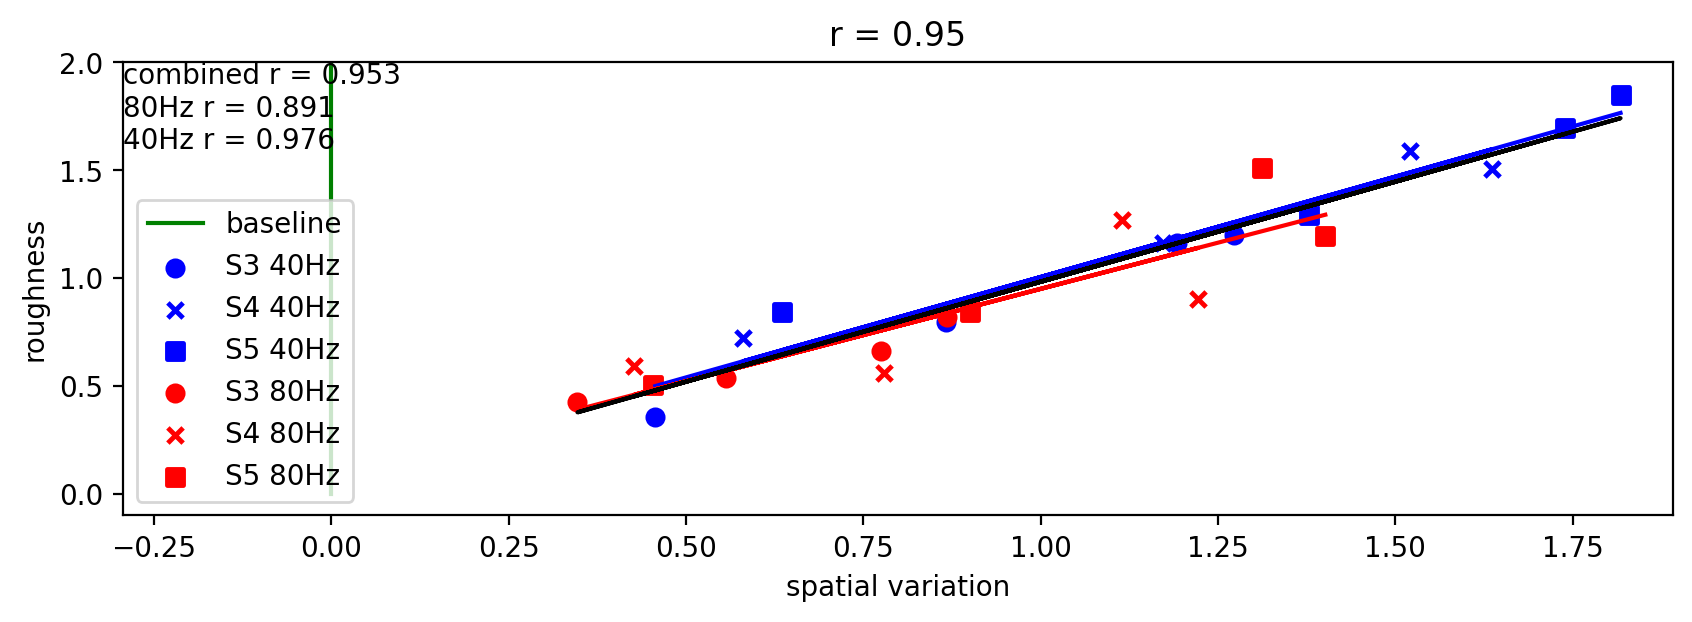 r = 0.95
combined r = 0.953
80Hz r = 0.891
40Hz r = 0.976
2.0
1.5
1.0
0.5
0.0
roughness
baseline
S3 40Hz
S4 40Hz
S5 40Hz
S3 80Hz
S4 80Hz
S5 80Hz
−0.25 0.00 0.25 0.50 0.75 1.00 1.25 1.50 1.75
spatial variation